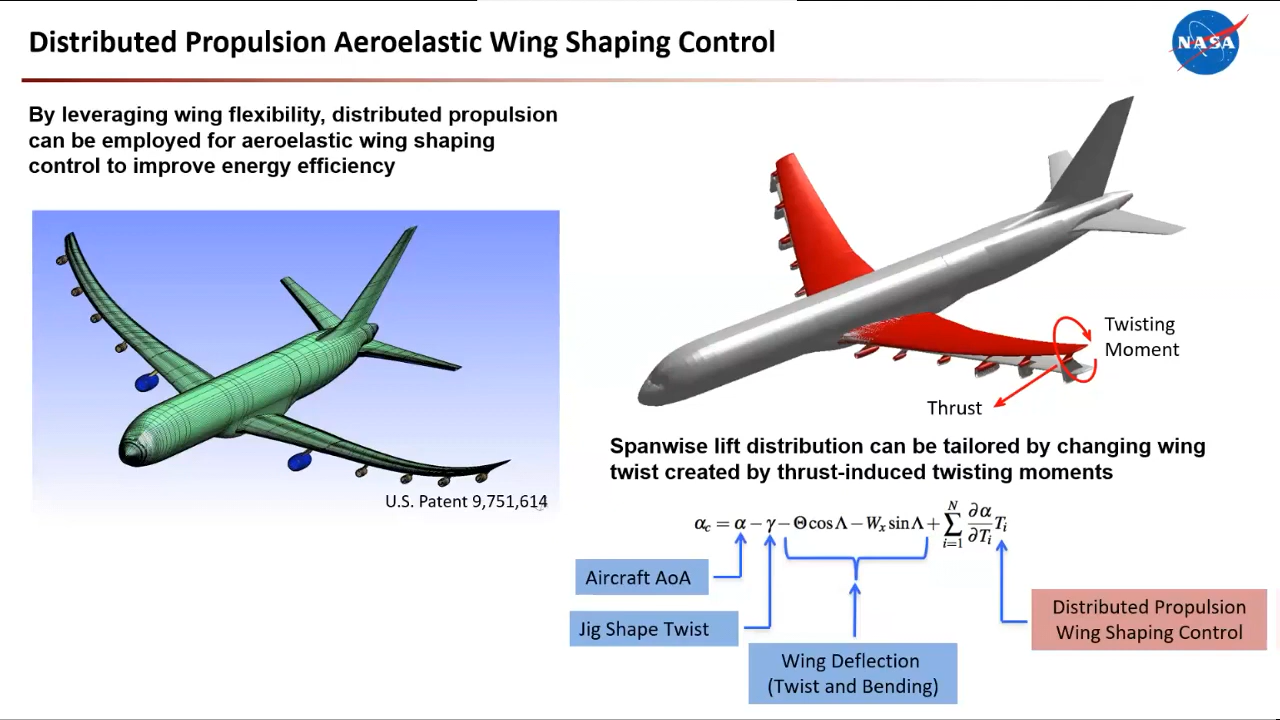 Distributed Propulsion Aeroelastic Wing Shaping Control
NASA
By leveraging wing flexibility, distributed propulsion
can be employed for aeroelastic wing shaping
control to improve energy efficiency
U.S. Patent 9,751,614
Twisting
Moment
Thrust
Spanwise lift distribution can be tailored by changing wing
twist created by thrust-induced twisting moments
α_c = α − γ − Θ cos Λ − W_x sin Λ + ∑_{i=1}^{N} ∂α/∂T_i T_i
Aircraft AoA
Jig Shape Twist
Wing Deflection
(Twist and Bending)
Distributed Propulsion
Wing Shaping Control